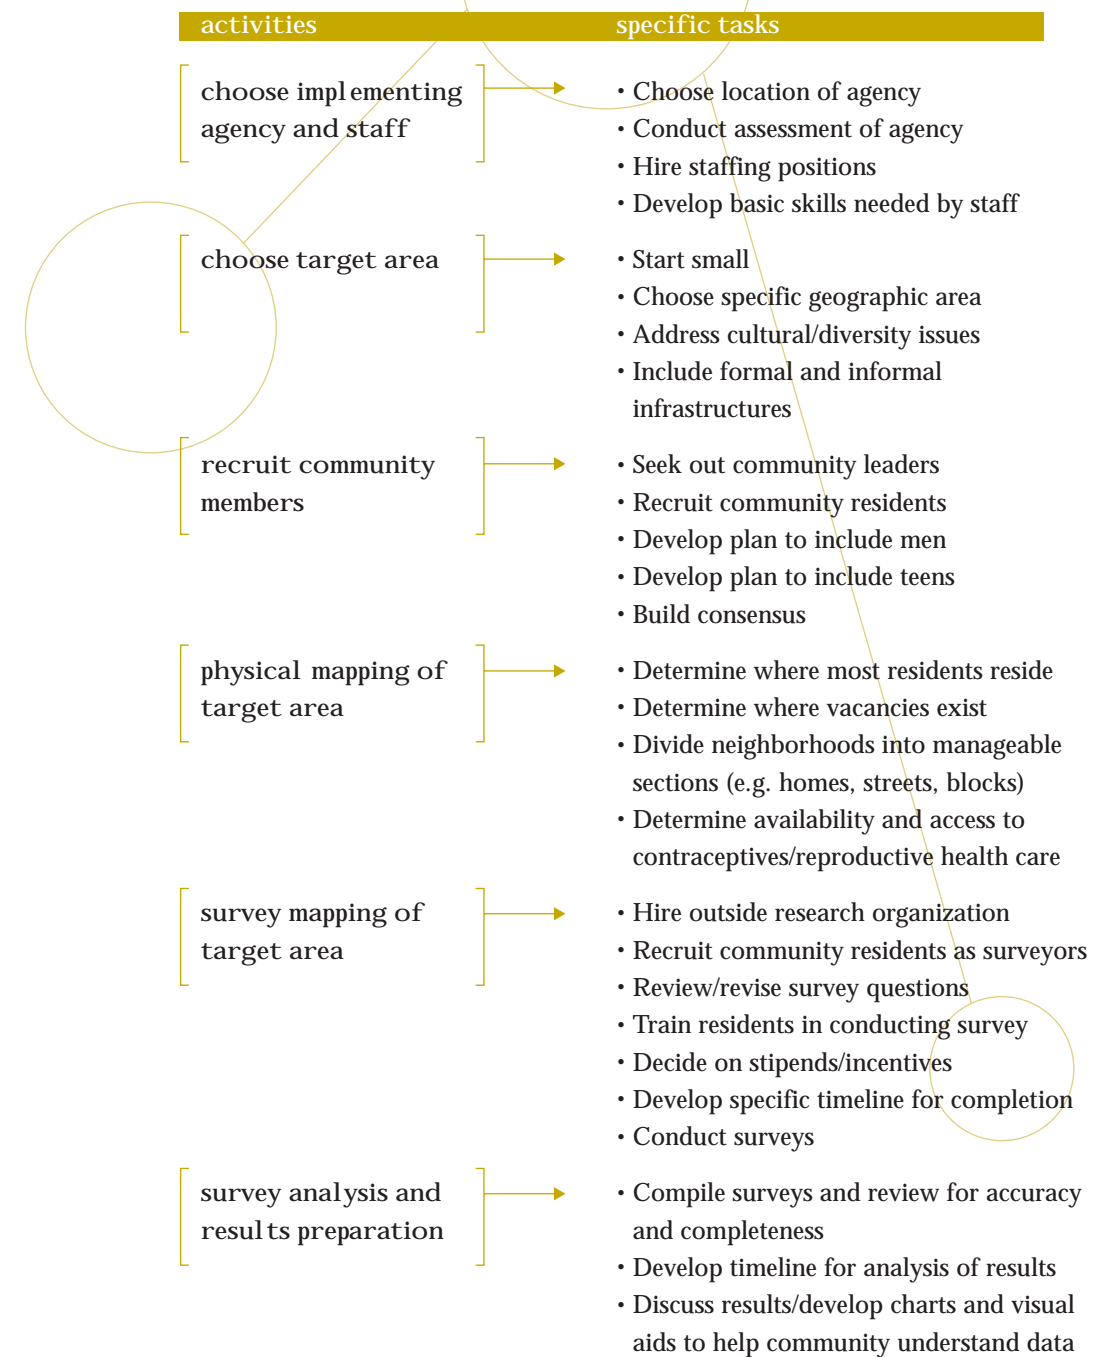 activities specific tasks
choose implementing
agency and staff
• Choose location of agency
• Conduct assessment of agency
• Hire staffing positions
• Develop basic skills needed by staff
choose target area
• Start small
• Choose specific geographic area
• Address cultural/diversity issues
• Include formal and informal
infrastructures
recruit community
members
• Seek out community leaders
• Recruit community residents
• Develop plan to include men
• Develop plan to include teens
• Build consensus
physical mapping of
target area
• Determine where most residents reside
• Determine where vacancies exist
• Divide neighborhoods into manageable
sections (e.g. homes, streets, blocks)
• Determine availability and access to
contraceptives/reproductive health care
survey mapping of
target area
• Hire outside research organization
• Recruit community residents as surveyors
• Review/revise survey questions
• Train residents in conducting survey
• Decide on stipends/incentives
• Develop specific timeline for completion
• Conduct surveys
survey analysis and
results preparation
• Compile surveys and review for accuracy
and completeness
• Develop timeline for analysis of results
• Discuss results/develop charts and visual
aids to help community understand data